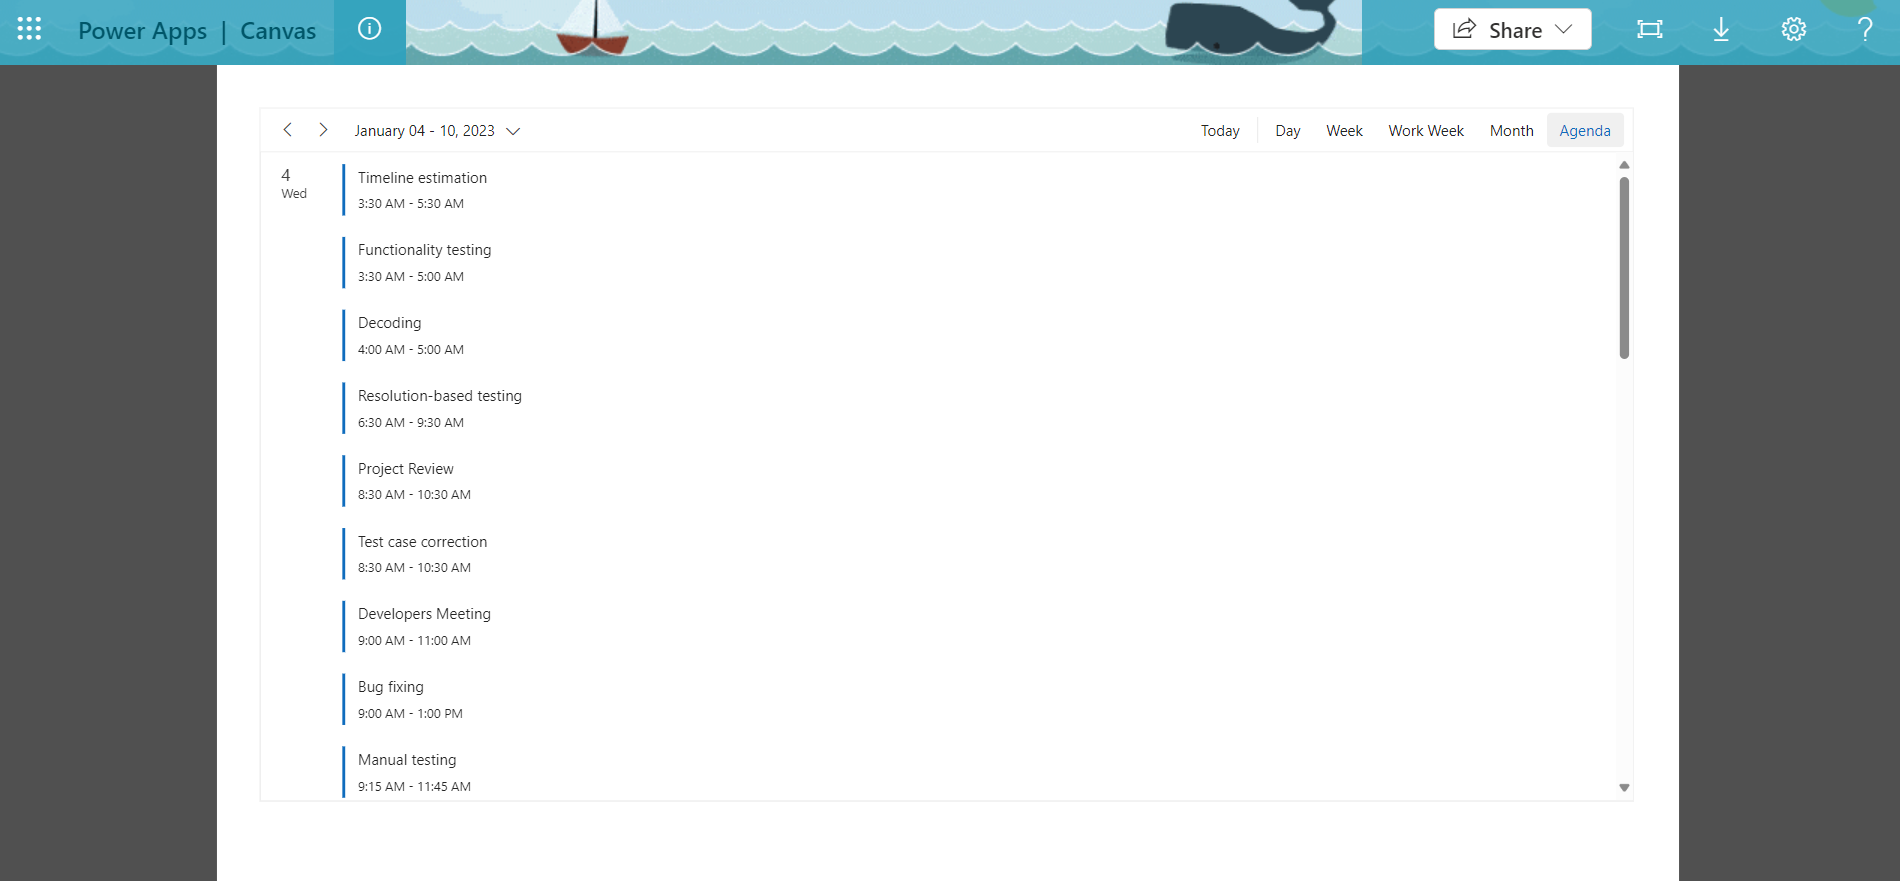 Power Apps | Canvas
Share
January 04 - 10, 2023
Today Day Week Work Week Month Agenda
4
Wed
Timeline estimation
3:30 AM - 5:30 AM
Functionality testing
3:30 AM - 5:00 AM
Decoding
4:00 AM - 5:00 AM
Resolution-based testing
6:30 AM - 9:30 AM
Project Review
8:30 AM - 10:30 AM
Test case correction
8:30 AM - 10:30 AM
Developers Meeting
9:00 AM - 11:00 AM
Bug fixing
9:00 AM - 1:00 PM
Manual testing
9:15 AM - 11:45 AM